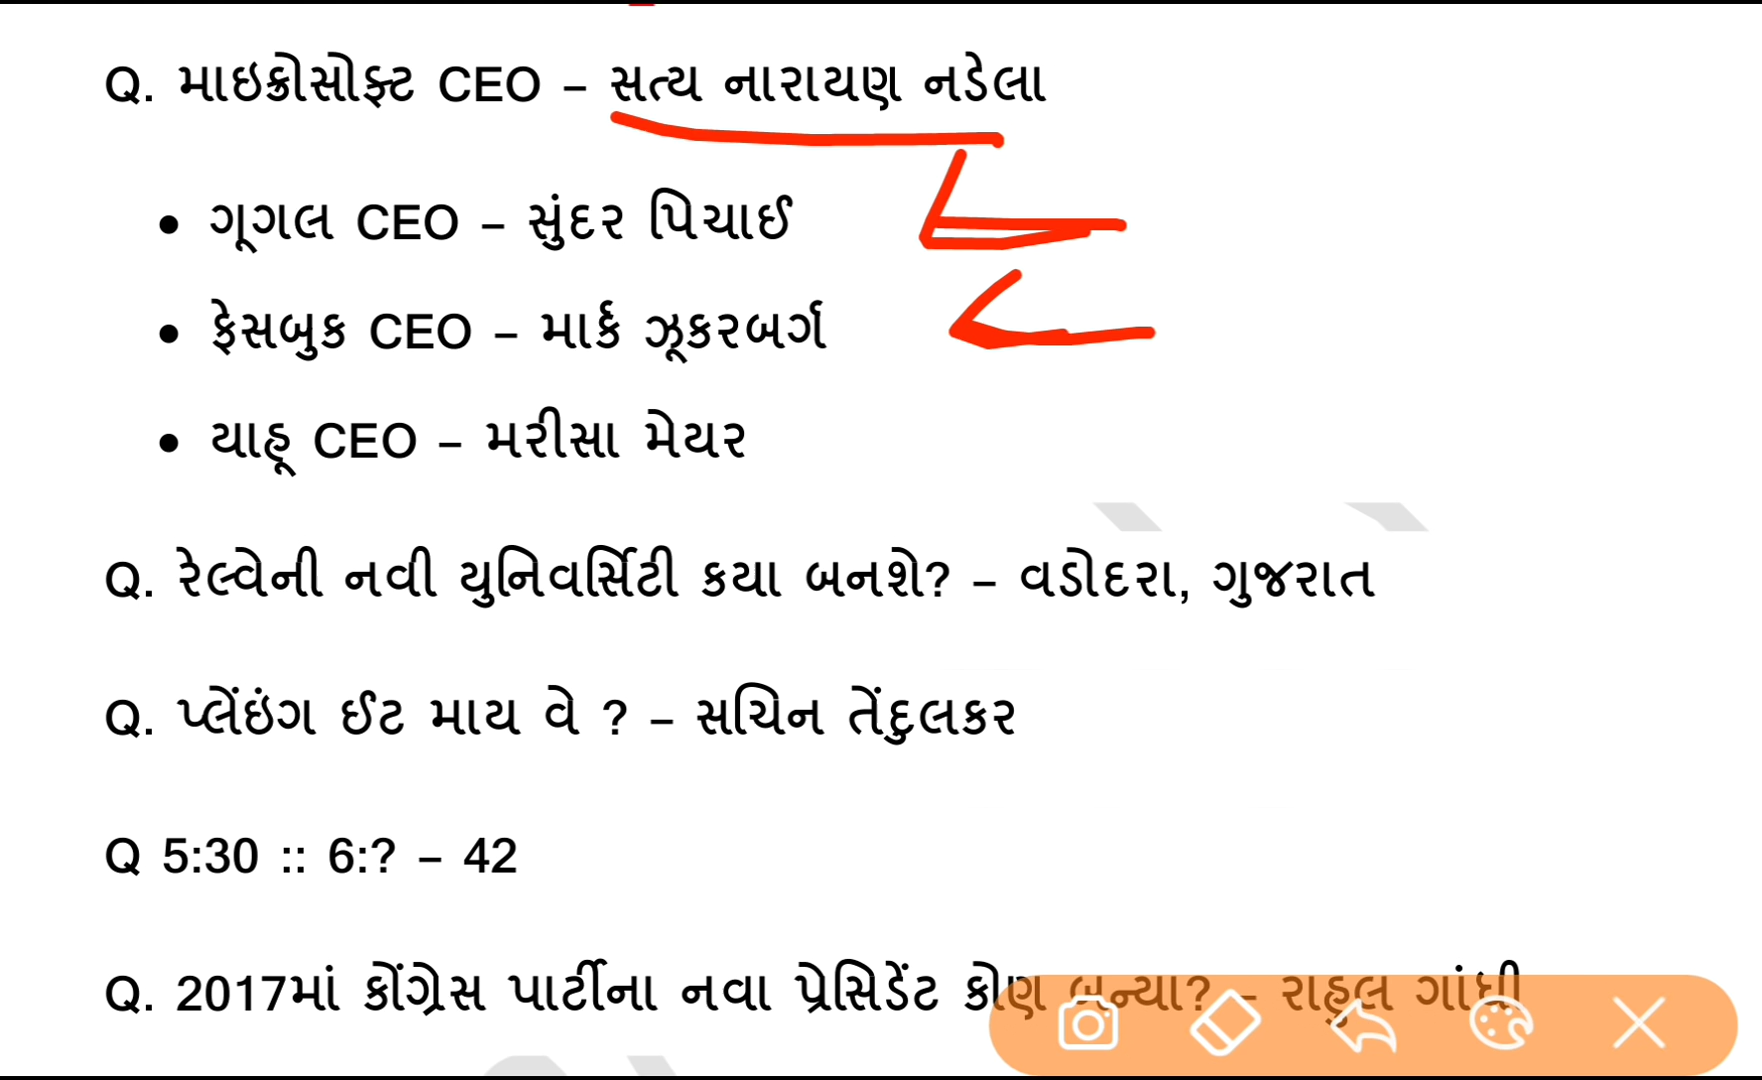 Q. માઇક્રોસોફ્ટ CEO – સત્ય નારાયણ નડેલા
• ગૂગલ CEO – સુંદર પિચાઈ
• ફેસબુક CEO – માર્ક ઝૂકરબર્ગ
• યાહૂ CEO – મરીસા મેયર
Q. રેલ્વેની નવી યુનિવર્સિટી કયા બનશે? – વડોદરા, ગુજરાત
Q. પ્લેંઇંગ ઈટ માય વે ? – સચિન તેંદુલકર
Q 5:30 :: 6:? – 42
Q. 2017માં કોંગ્રેસ પાર્ટીના નવા પ્રેસિડેંટ કોણ બન્યા? – રાહુલ ગાંધી